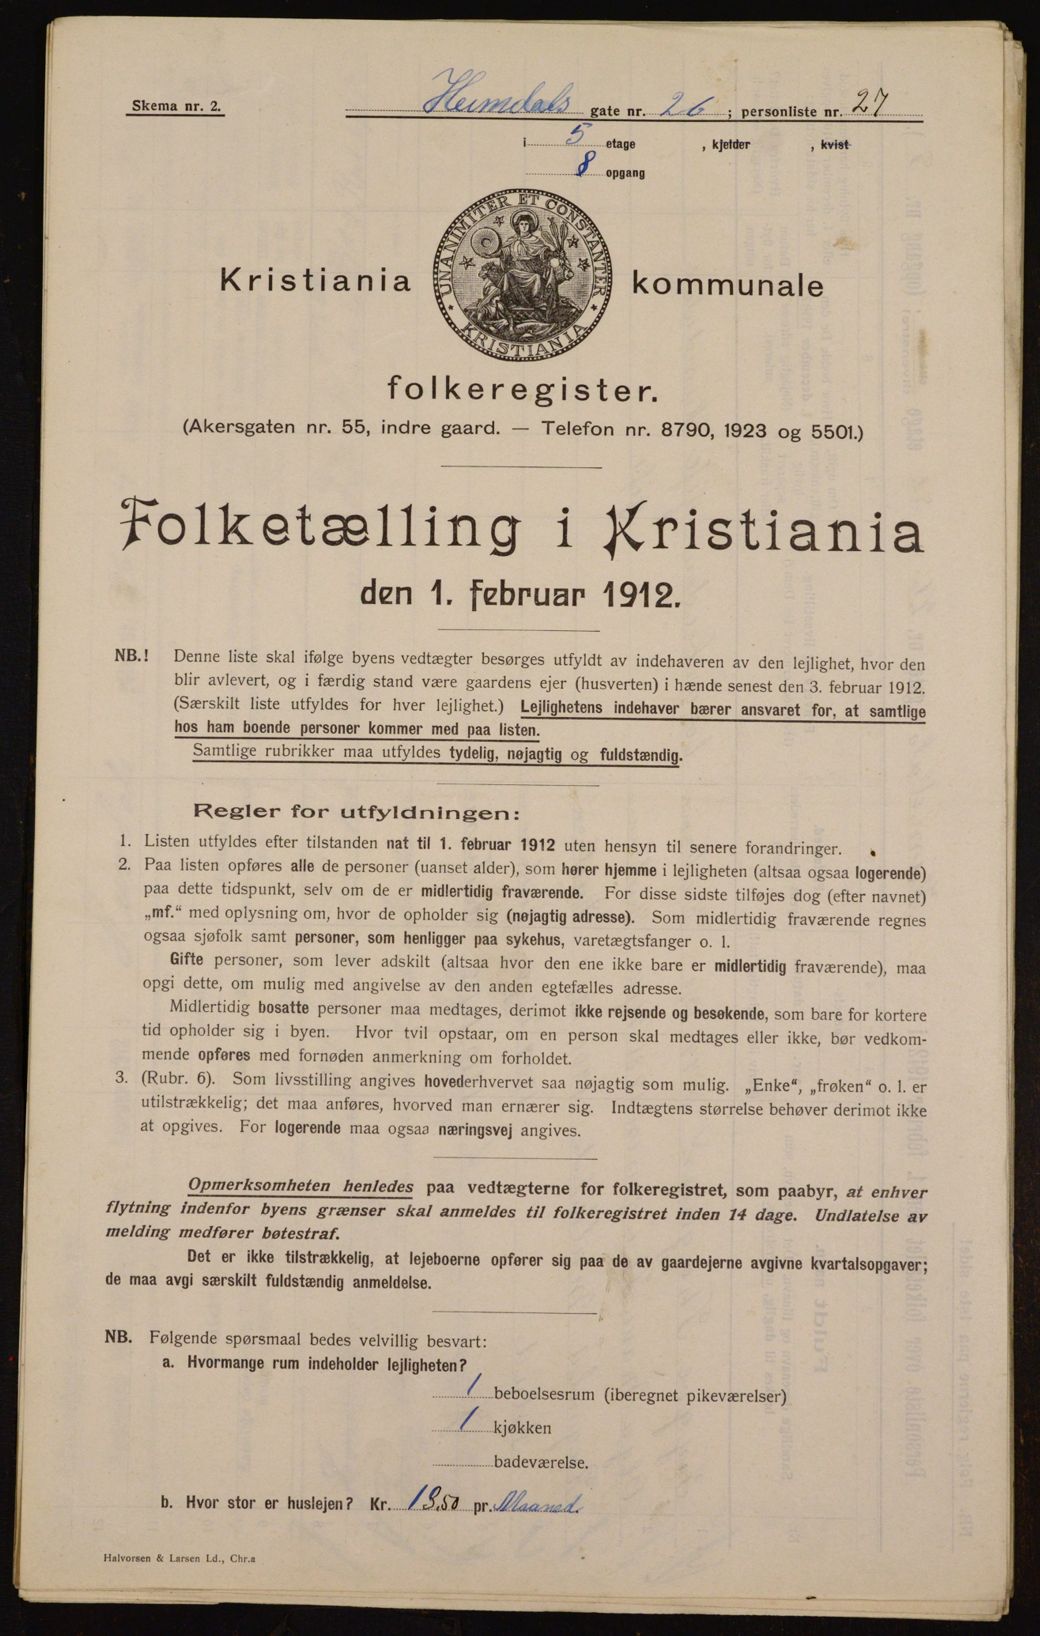 Skema nr. 2.
Heimdals gate nr. 26 ; personliste nr. 27
i 5 etage , kjelder , kvist
8 opgang
UNANIMITER ET CONSTANTER
KRISTIANIA
Kristiania kommunale
folkeregister.
(Akersgaten nr. 55, indre gaard. — Telefon nr. 8790, 1923 og 5501.)
Folketælling i Kristiania
den 1. februar 1912.
NB.! Denne liste skal ifølge byens vedtægter besørges utfyldt av indehaveren av den lejlighet, hvor den
blir avlevert, og i færdig stand være gaardens ejer (husverten) i hænde senest den 3. februar 1912.
(Særskilt liste utfyldes for hver lejlighet.) Lejlighetens indehaver bærer ansvaret for, at samtlige
hos ham boende personer kommer med paa listen.
Samtlige rubrikker maa utfyldes tydelig, nøjagtig og fuldstændig.
Regler for utfyldningen:
1. Listen utfyldes efter tilstanden nat til 1. februar 1912 uten hensyn til senere forandringer.
2. Paa listen opføres alle de personer (uanset alder), som hører hjemme i lejligheten (altsaa ogsaa logerende)
paa dette tidspunkt, selv om de er midlertidig fraværende. For disse sidste tilføjes dog (efter navnet)
„mf.“ med oplysning om, hvor de opholder sig (nøjagtig adresse). Som midlertidig fraværende regnes
ogsaa sjøfolk samt personer, som henligger paa sykehus, varetægtsfanger o. l.
Gifte personer, som lever adskilt (altsaa hvor den ene ikke bare er midlertidig fraværende), maa
opgi dette, om mulig med angivelse av den anden egtefælles adresse.
Midlertidig bosatte personer maa medtages, derimot ikke rejsende og besøkende, som bare for kortere
tid opholder sig i byen. Hvor tvil opstaar, om en person skal medtages eller ikke, bør vedkom-
mende opføres med fornøden anmerkning om forholdet.
3. (Rubr. 6). Som livsstilling angives hovederhvervet saa nøjagtig som mulig. „Enke“, „frøken“ o. l. er
utilstrækkelig; det maa anføres, hvorved man ernærer sig. Indtægtens størrelse behøver derimot ikke
at opgives. For logerende maa ogsaa næringsvej angives.
Opmerksomheten henledes paa vedtægterne for folkeregistret, som paabyr, at enhver
flytning indenfor byens grænser skal anmeldes til folkeregistret inden 14 dage. Undlatelse av
melding medfører bøtestraf.
Det er ikke tilstrækkelig, at lejeboerne opfører sig paa de av gaardejerne avgivne kvartalsopgaver;
de maa avgi særskilt fuldstændig anmeldelse.
NB. Følgende spørsmaal bedes velvillig besvart:
a. Hvormange rum indeholder lejligheten?
1 beboelsesrum (iberegnet pikeværelser)
1 kjøkken
badeværelse.
b. Hvor stor er huslejen? Kr. 19.50 pr. Maaned.
Halvorsen & Larsen Ld., Chr.a